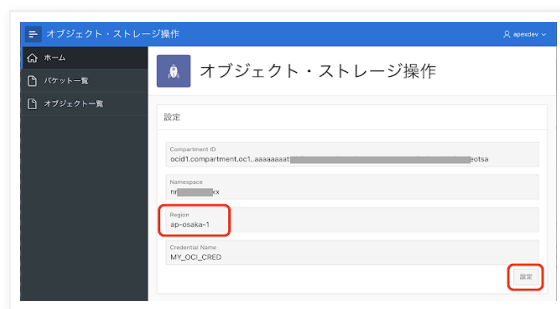 オブジェクト・ストレージ操作
apexdev
ホーム
バケット一覧
オブジェクト一覧
オブジェクト・ストレージ操作
設定
Compartment ID
ocid1.compartment.oc1..aaaaaaaat eotsa
Namespace
nr xx
Region
ap-osaka-1
Credential Name
MY_OCI_CRED
設定